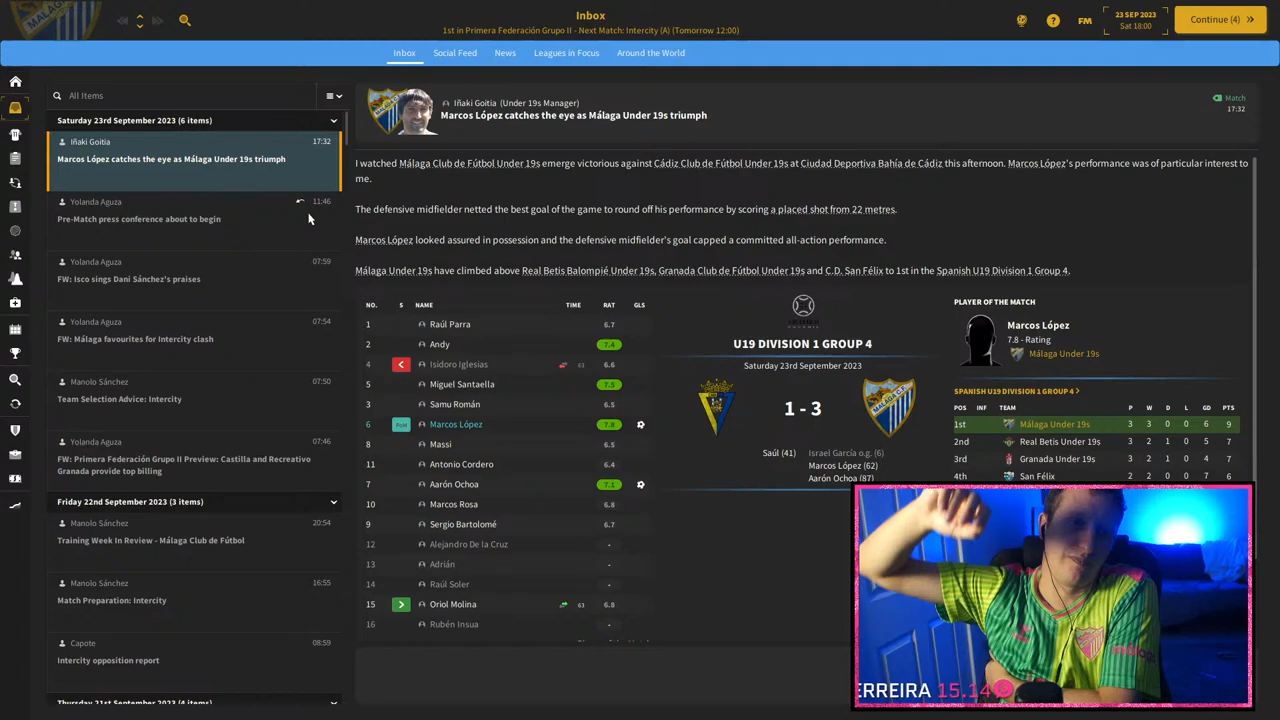 Inbox
1st in Primera Federación Grupo II - Next Match: Intercity (A) (Tomorrow 12:00)
FM
23 SEP 2023
Sat 18:00
Continue (4)
Inbox
Social Feed
News
Leagues in Focus
Around the World
All Items
Saturday 23rd September 2023 (6 items)
Iñaki Goitia
17:32
Marcos López catches the eye as Málaga Under 19s triumph
Yolanda Aguza
11:46
Pre-Match press conference about to begin
Yolanda Aguza
07:59
FW: Isco sings Dani Sánchez's praises
Yolanda Aguza
07:54
FW: Málaga favourites for Intercity clash
Manolo Sánchez
07:50
Team Selection Advice: Intercity
Yolanda Aguza
07:46
FW: Primera Federación Grupo II Preview: Castilla and Recreativo
Granada provide top billing
Friday 22nd September 2023 (3 items)
Manolo Sánchez
20:54
Training Week In Review - Málaga Club de Fútbol
Manolo Sánchez
16:55
Match Preparation: Intercity
Capote
08:59
Intercity opposition report
Thursday 21st September 2023 (4 items)
Iñaki Goitia (Under 19s Manager)
Marcos López catches the eye as Málaga Under 19s triumph
Match
17:32
I watched Málaga Club de Fútbol Under 19s emerge victorious against Cádiz Club de Fútbol Under 19s at Ciudad Deportiva Bahía de Cádiz this afternoon. Marcos López's performance was of particular interest to
me.
The defensive midfielder netted the best goal of the game to round off his performance by scoring a placed shot from 22 metres.
Marcos López looked assured in possession and the defensive midfielder's goal capped a committed all-action performance.
Málaga Under 19s have climbed above Real Betis Balompié Under 19s, Granada Club de Fútbol Under 19s and C.D. San Félix to 1st in the Spanish U19 Division 1 Group 4.
NO. S NAME TIME RAT GLS
1 Raúl Parra 6.7
2 Andy 7.4
4 Isidoro Iglesias 63 6.6
5 Miguel Santaella 7.5
3 Samu Román 6.5
6 PoM Marcos López 7.8
8 Massi 6.5
11 Antonio Cordero 6.4
7 Aarón Ochoa 7.1
10 Marcos Rosa 6.8
9 Sergio Bartolomé 6.7
12 Alejandro De la Cruz -
13 Adrián -
14 Raúl Soler -
15 Oriol Molina 63 6.8
16 Rubén Insua -
U19 DIVISION 1 GROUP 4
Saturday 23rd September 2023
1 - 3
Saúl (41)
Israel García o.g. (6)
Marcos López (62)
Aarón Ochoa (87)
PLAYER OF THE MATCH
Marcos López
7.8 - Rating
Málaga Under 19s
SPANISH U19 DIVISION 1 GROUP 4 >
POS INF TEAM P W D L GD PTS
1st Málaga Under 19s 3 3 0 0 6 9
2nd Real Betis Under 19s 3 2 1 0 5 7
3rd Granada Under 19s 3 2 1 0 4 7
4th San Félix 2 2 0 0 7 6
ERREIRA 15.14